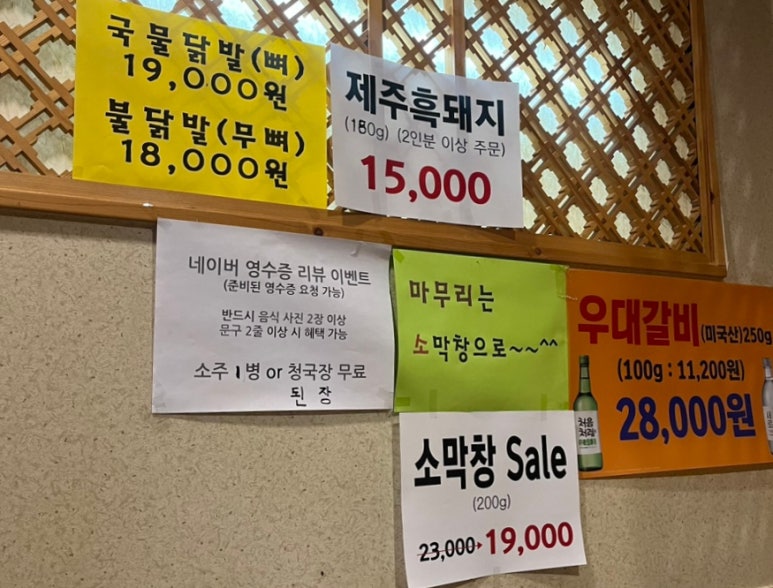 국물닭발(뼈)
19,000원
불닭발(무뼈)
18,000원
제주흑돼지
(180g) (2인분 이상 주문)
15,000
네이버 영수증 리뷰 이벤트
(준비된 영수증 요청 가능)
반드시 음식 사진 2장 이상
문구 2줄 이상 시 혜택 가능
소주 1병 or 청국장 무료
된장
마무리는
소막창으로~~^^
우대갈비(미국산)250g
(100g : 11,200원)
28,000원
처음
처럼
소막창 Sale
(200g)
23,000→19,000